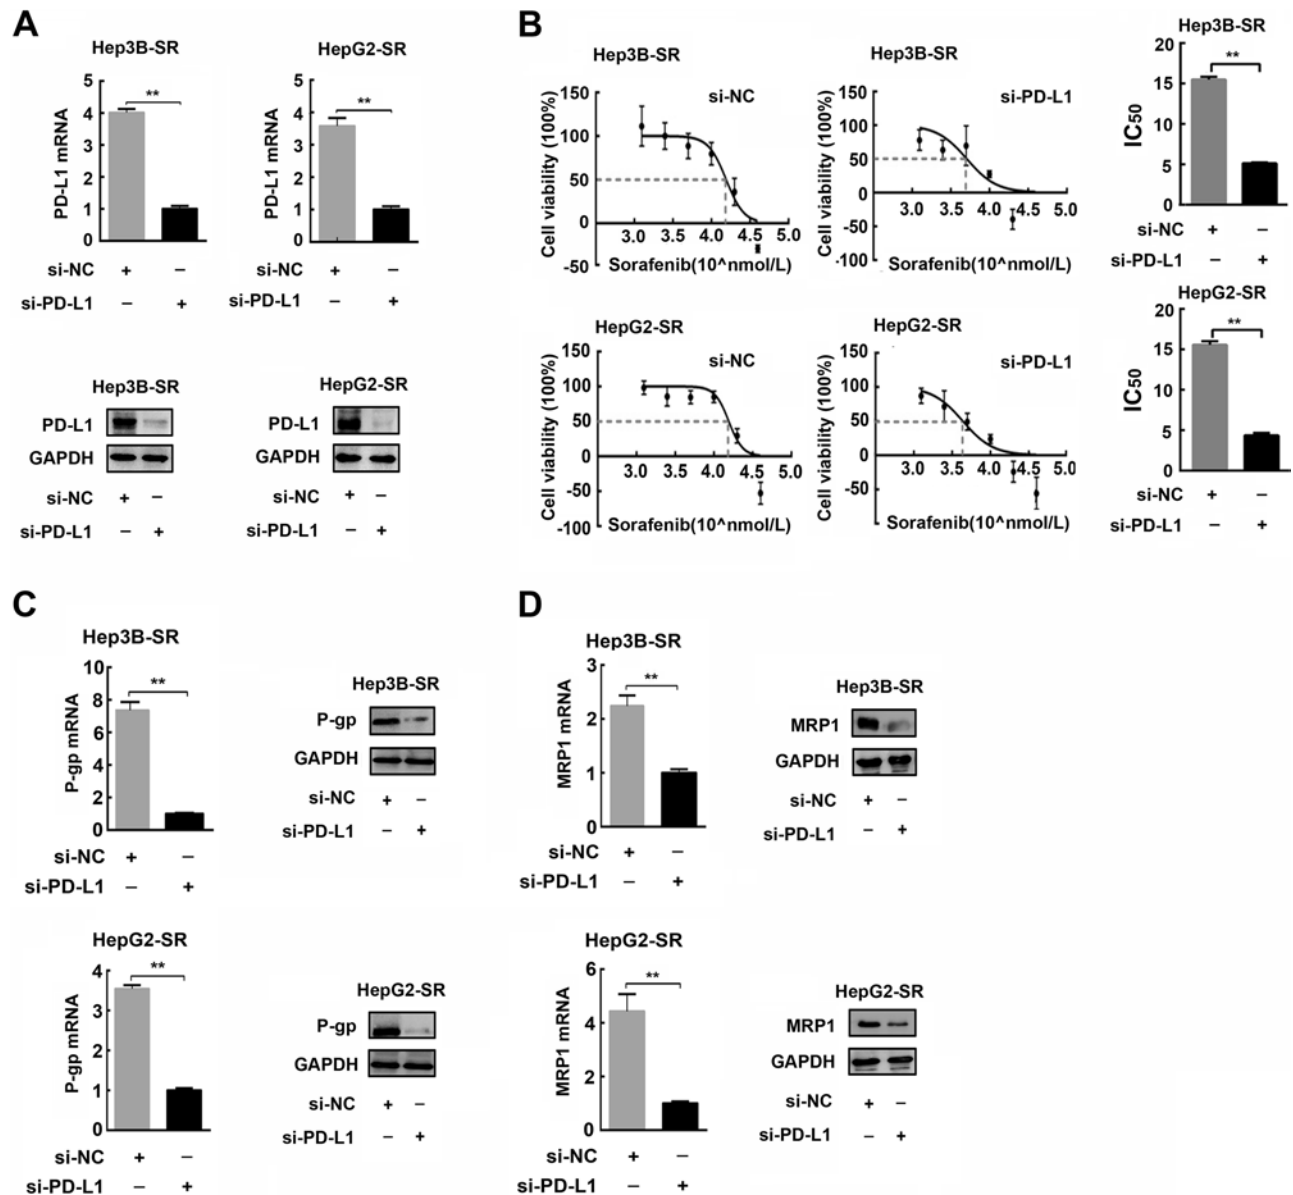 A
Hep3B-SR
PD-L1 mRNA
5
4
3
2
1
0
**
si-NC + –
si-PD-L1 – +
HepG2-SR
PD-L1 mRNA
5
4
3
2
1
0
**
si-NC + –
si-PD-L1 – +
Hep3B-SR
PD-L1
GAPDH
si-NC + –
si-PD-L1 – +
HepG2-SR
PD-L1
GAPDH
si-NC + –
si-PD-L1 – +
B
Hep3B-SR
si-NC
Cell viability (100%)
150
100
50
0
-50
3.0 3.5 4.0 4.5 5.0
Sorafenib(10^nmol/L)
si-PD-L1
Cell viability (100%)
150
100
50
0
-50
-100
3.0 3.5 4.0 4.5 5.0
Sorafenib(10^nmol/L)
Hep3B-SR
IC50
20
15
10
5
0
**
si-NC + –
si-PD-L1 – +
HepG2-SR
si-NC
Cell viability (100%)
150
100
50
0
-50
-100
3.0 3.5 4.0 4.5 5.0
Sorafenib(10^nmol/L)
HepG2-SR
si-PD-L1
Cell viability (100%)
150
100
50
0
-50
-100
3.0 3.5 4.0 4.5 5.0
Sorafenib(10^nmol/L)
HepG2-SR
IC50
20
15
10
5
0
**
si-NC + –
si-PD-L1 – +
C
Hep3B-SR
P-gp mRNA
10
8
6
4
2
0
**
si-NC + –
si-PD-L1 – +
Hep3B-SR
P-gp
GAPDH
si-NC + –
si-PD-L1 – +
HepG2-SR
P-gp mRNA
4
3
2
1
0
**
si-NC + –
si-PD-L1 – +
HepG2-SR
P-gp
GAPDH
si-NC + –
si-PD-L1 – +
D
Hep3B-SR
MRP1 mRNA
3
2
1
0
**
si-NC + –
si-PD-L1 – +
Hep3B-SR
MRP1
GAPDH
si-NC + –
si-PD-L1 – +
HepG2-SR
MRP1 mRNA
6
4
2
0
**
si-NC + –
si-PD-L1 – +
HepG2-SR
MRP1
GAPDH
si-NC + –
si-PD-L1 – +